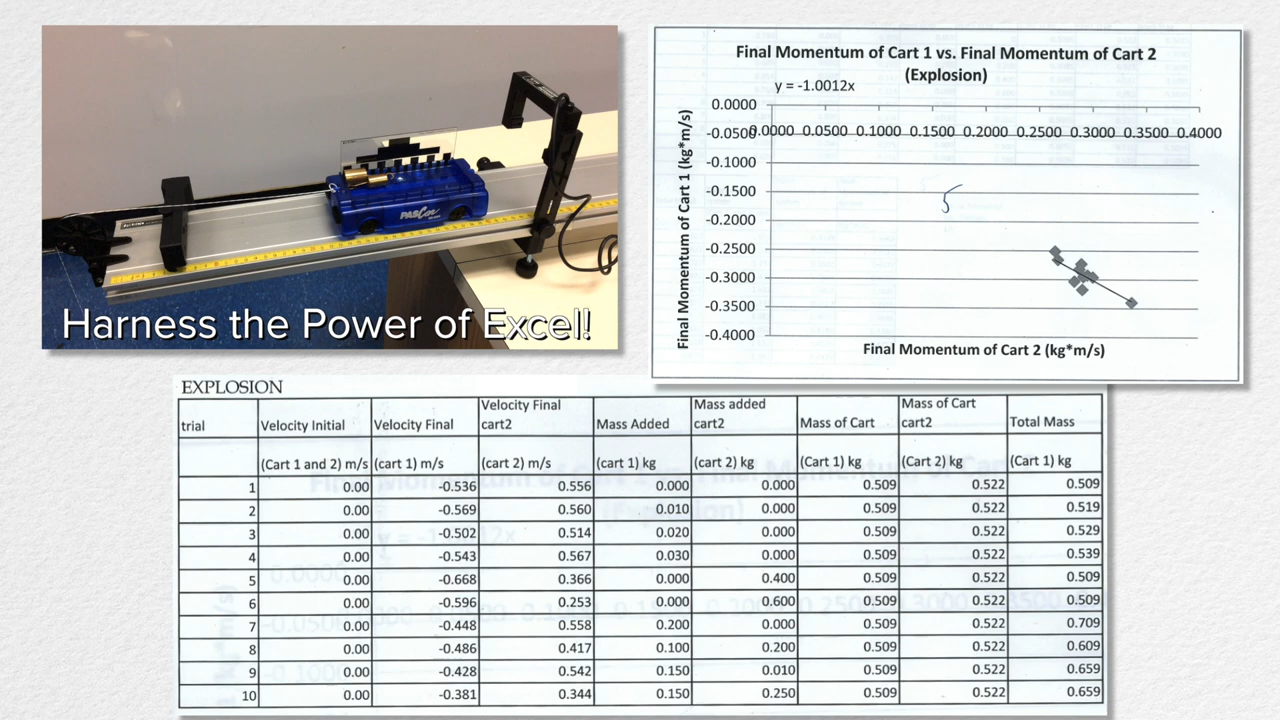 Harness the Power of Excel!
PASCO
Final Momentum of Cart 1 vs. Final Momentum of Cart 2
(Explosion)
y = -1.0012x
Final Momentum of Cart 1 (kg*m/s)
0.0000
-0.0500
-0.1000
-0.1500
-0.2000
-0.2500
-0.3000
-0.3500
-0.4000
0.0000 0.0500 0.1000 0.1500 0.2000 0.2500 0.3000 0.3500 0.4000
5
Final Momentum of Cart 2 (kg*m/s)
EXPLOSION
trial Velocity Initial Velocity Final Velocity Final cart2 Mass Added Mass added cart2 Mass of Cart Mass of Cart cart2 Total Mass
(Cart 1 and 2) m/s (cart 1) m/s (cart 2) m/s (cart 1) kg (cart 2) kg (Cart 1) kg (Cart 2) kg (Cart 1) kg
1 0.00 -0.536 0.556 0.000 0.000 0.509 0.522 0.509
2 0.00 -0.569 0.560 0.010 0.000 0.509 0.522 0.519
3 0.00 -0.502 0.514 0.020 0.000 0.509 0.522 0.529
4 0.00 -0.543 0.567 0.030 0.000 0.509 0.522 0.539
5 0.00 -0.668 0.366 0.000 0.400 0.509 0.522 0.509
6 0.00 -0.596 0.253 0.000 0.600 0.509 0.522 0.509
7 0.00 -0.448 0.558 0.200 0.000 0.509 0.522 0.709
8 0.00 -0.486 0.417 0.100 0.200 0.509 0.522 0.609
9 0.00 -0.428 0.542 0.150 0.010 0.509 0.522 0.659
10 0.00 -0.381 0.344 0.150 0.250 0.509 0.522 0.659